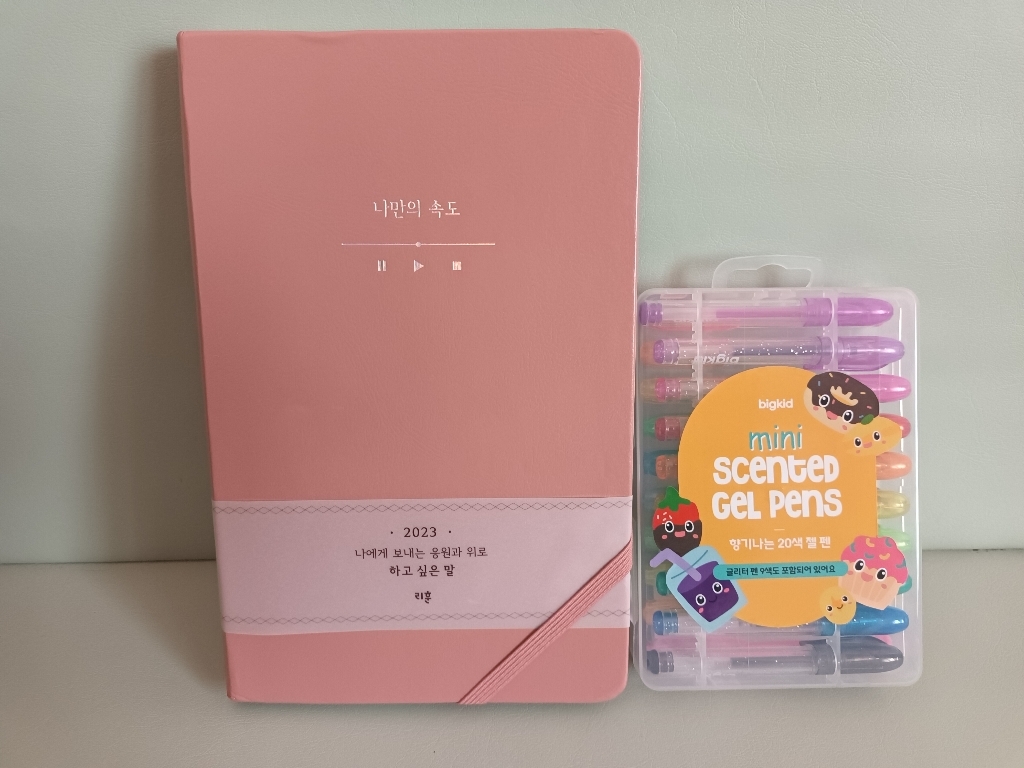 나만의 속도
· 2023 ·
나에게 보내는 응원과 위로
하고 싶은 말
리훈
bigkid
bigkid
mini
SCENTED
GEL PENS
향기나는 20색 젤 펜
글리터 펜 9색도 포함되어 있어요